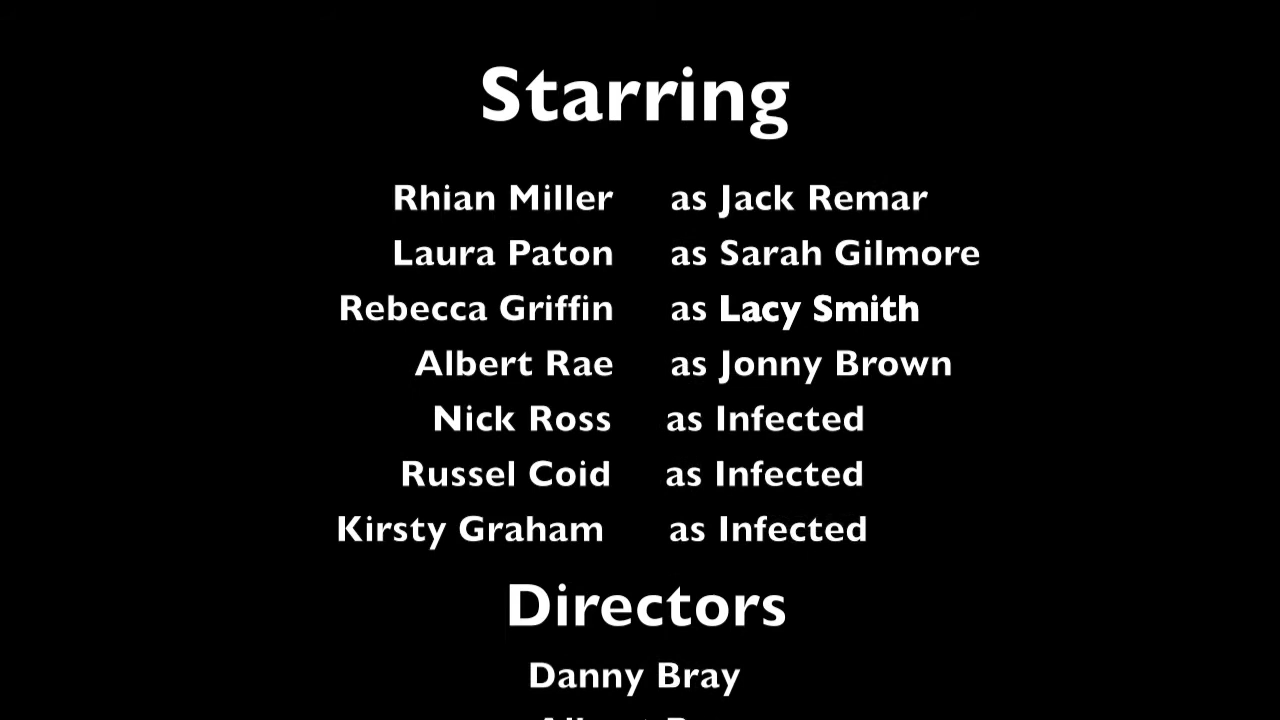 Starring
Rhian Miller as Jack Remar
Laura Paton as Sarah Gilmore
Rebecca Griffin as Lacy Smith
Albert Rae as Jonny Brown
Nick Ross as Infected
Russel Coid as Infected
Kirsty Graham as Infected
Directors
Danny Bray